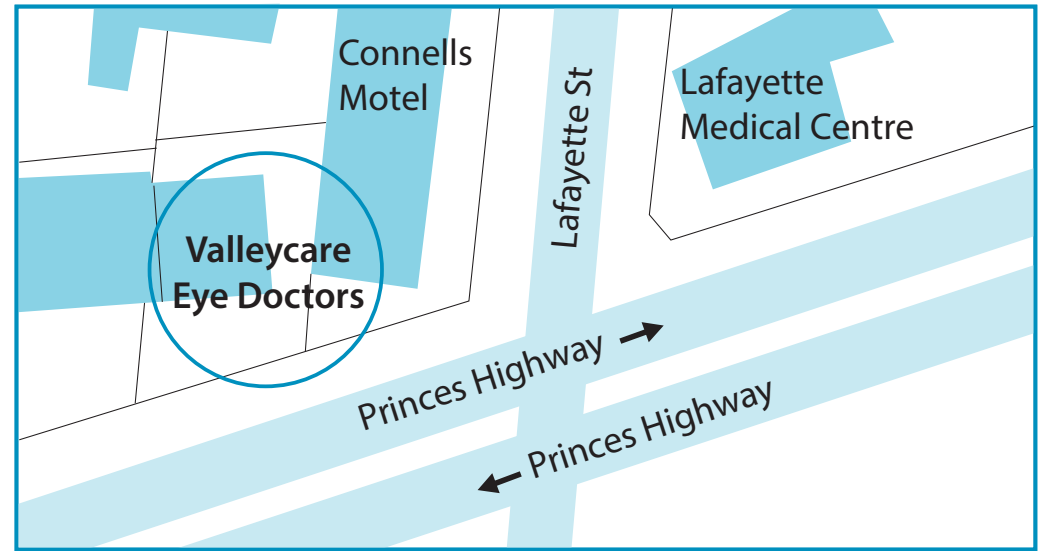 Connells
Motel
Lafayette St
Lafayette
Medical Centre
Valleycare
Eye Doctors
Princes Highway
Princes Highway